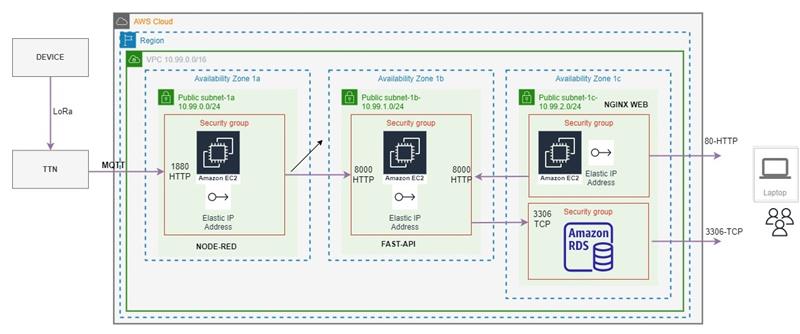 AWS Cloud
Region
VPC 10.99.0.0/16
DEVICE
LoRa
TTN
MQTT
Availability Zone 1a
Public subnet-1a
10.99.0.0/24
Security group
1880
HTTP
Amazon EC2
Elastic IP
Address
NODE-RED
Availability Zone 1b
Public subnet-1b-
10.99.1.0/24
Security group
8000
HTTP
Amazon EC2
8000
HTTP
Elastic IP
Address
FAST-API
Availability Zone 1c
Public subnet-1c-
10.99.2.0/24
NGINX WEB
Security group
Amazon EC2
Elastic IP
Address
3306
TCP
Security group
Amazon
RDS
80-HTTP
Laptop
3306-TCP